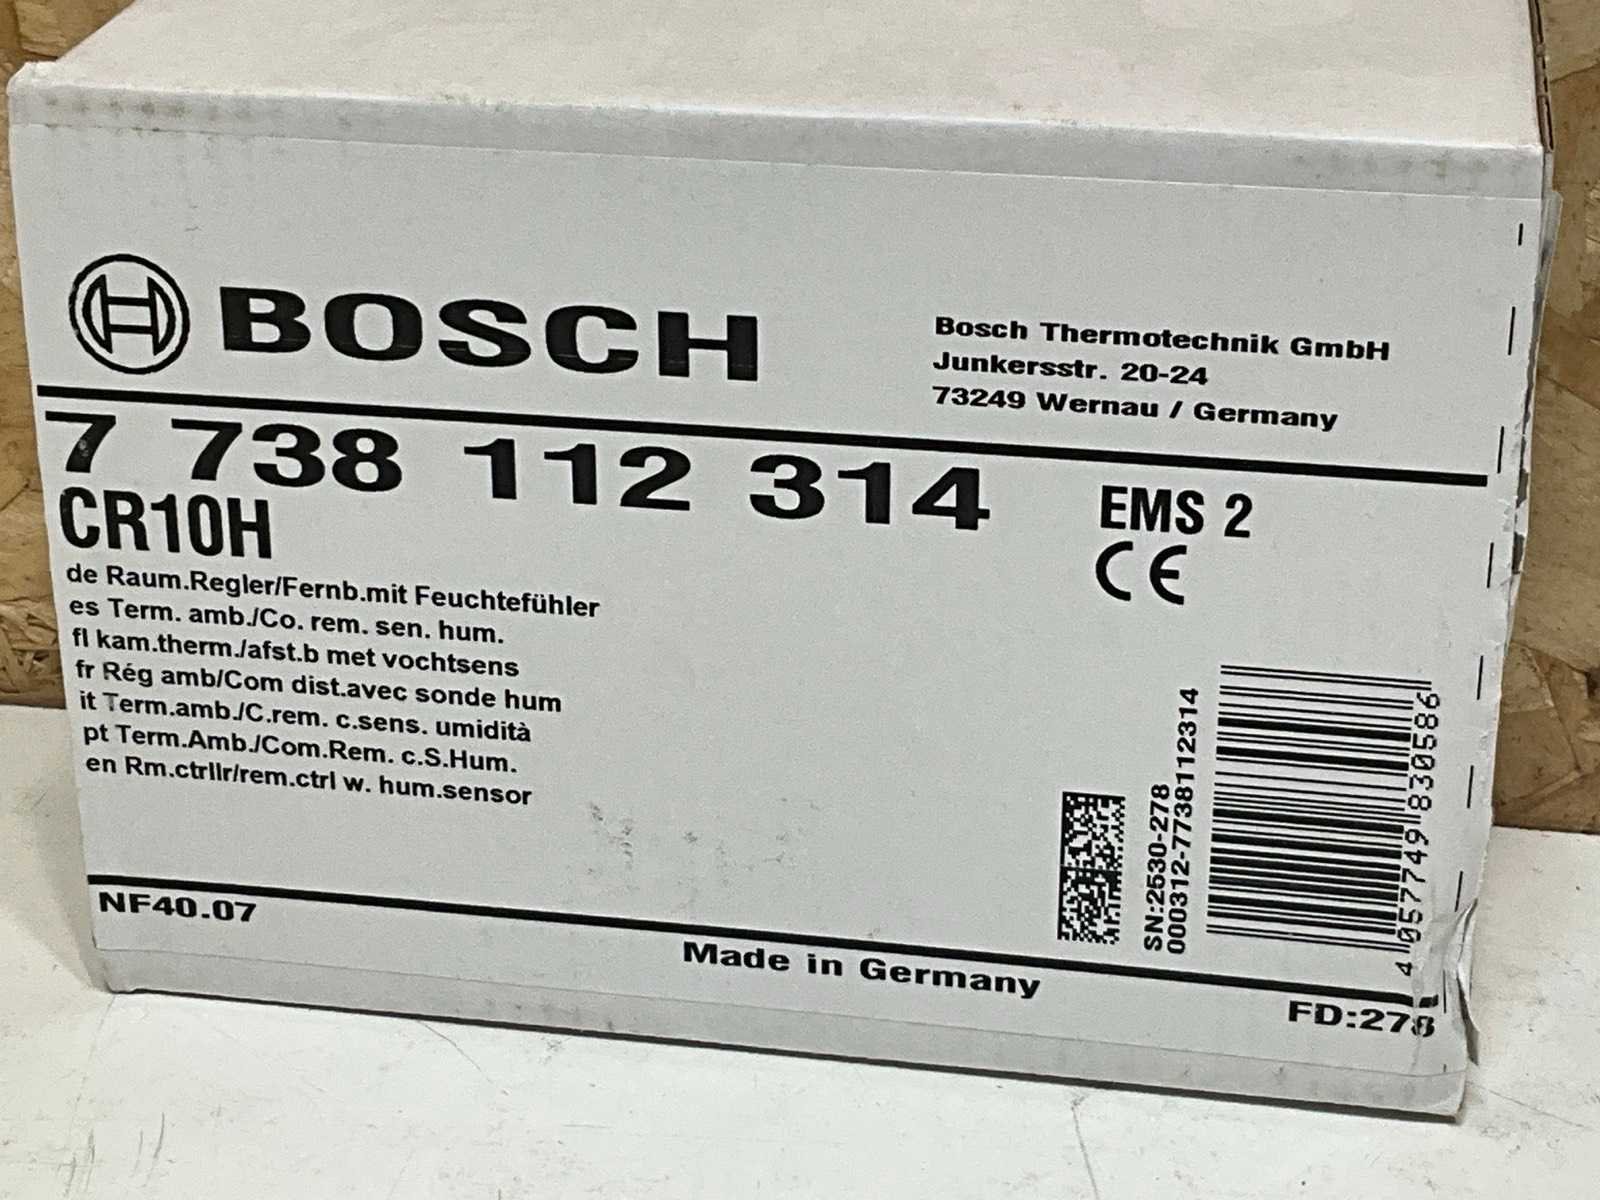 BOSCH
Bosch Thermotechnik GmbH
Junkersstr. 20-24
73249 Wernau / Germany
7 738 112 314
EMS 2
CE
CR10H
de Raum.Regler/Fernb.mit Feuchtefühler
es Term. amb./Co. rem. sen. hum.
fl kam.therm./afst.b met vochtsens
fr Rég amb/Com dist.avec sonde hum
it Term.amb./C.rem. c.sens. umidità
pt Term.Amb./Com.Rem. c.S.Hum.
en Rm.ctrllr/rem.ctrl w. hum.sensor
SN:2530-278
000312-7738112314
4 057749 830586
NF40.07
Made in Germany
FD:278